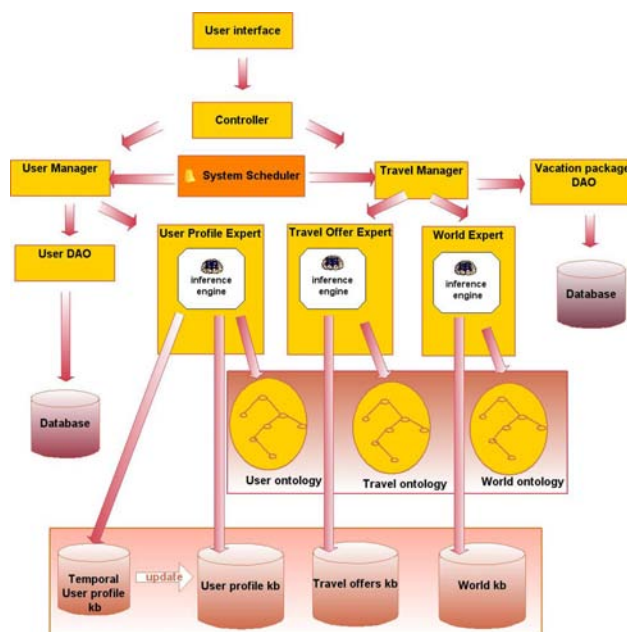 User interface
Controller
User Manager
System Scheduler
Travel Manager
Vacation package
DAO
User DAO
User Profile Expert
Travel Offer Expert
World Expert
inference
engine
inference
engine
inference
engine
Database
Database
User ontology
Travel ontology
World ontology
Temporal
User profile
kb
update
User profile kb
Travel offers kb
World kb